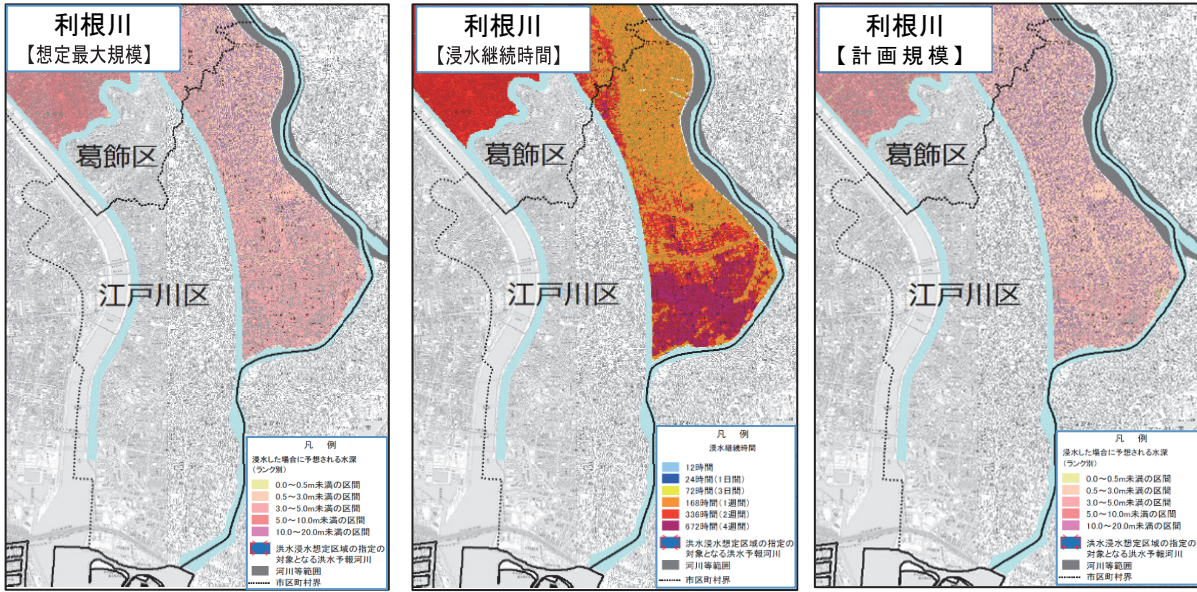 利根川
【想定最大規模】
葛飾区
江戸川区
凡 例
浸水した場合に予想される水深
(ランク別)
0.0～0.5m未満の区間
0.5～3.0m未満の区間
3.0～5.0m未満の区間
5.0～10.0m未満の区間
10.0～20.0m未満の区間
洪水浸水想定区域の指定の
対象となる洪水予報河川
河川等範囲
市区町村界
利根川
【浸水継続時間】
葛飾区
江戸川区
凡 例
浸水継続時間
12時間
24時間(1日間)
72時間(3日間)
168時間(1週間)
336時間(2週間)
672時間(4週間)
洪水浸水想定区域の指定の
対象となる洪水予報河川
河川等範囲
市区町村界
利根川
【計画規模】
葛飾区
江戸川区
凡 例
浸水した場合に予想される水深
(ランク別)
0.0～0.5m未満の区間
0.5～3.0m未満の区間
3.0～5.0m未満の区間
5.0～10.0m未満の区間
10.0～20.0m未満の区間
洪水浸水想定区域の指定の
対象となる洪水予報河川
河川等範囲
市区町村界